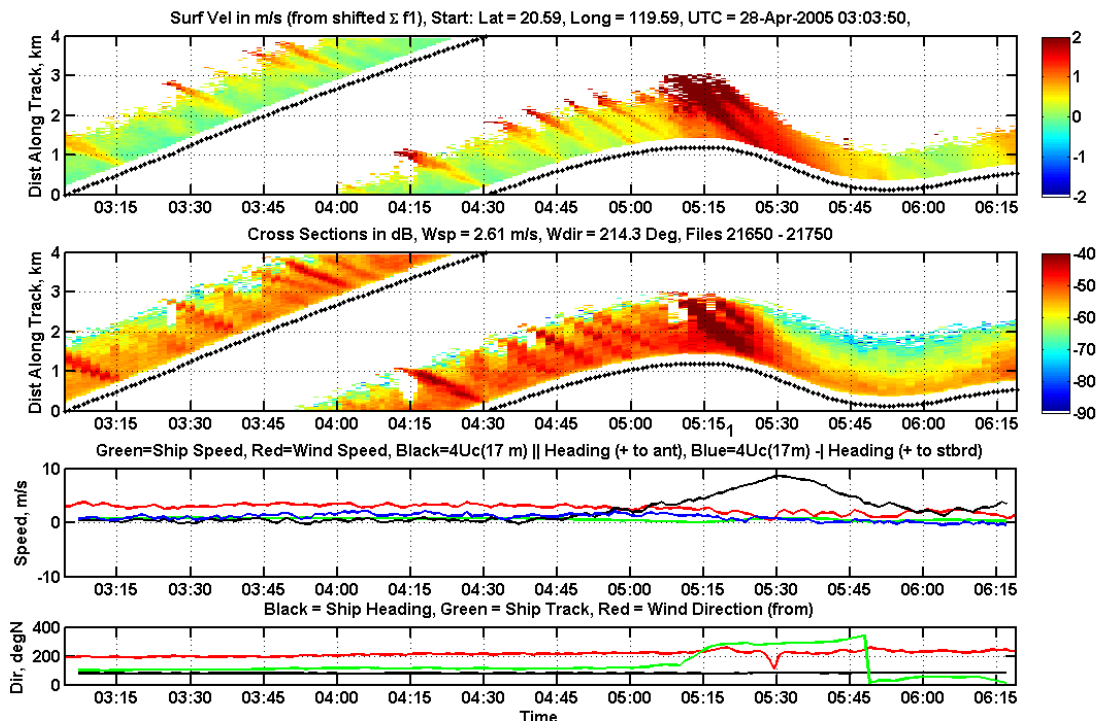 Surf Vel in m/s (from shifted Σ f1), Start: Lat = 20.59, Long = 119.59, UTC = 28-Apr-2005 03:03:50,
Dist Along Track, km
4
3
2
1
0
03:15 03:30 03:45 04:00 04:15 04:30 04:45 05:00 05:15 05:30 05:45 06:00 06:15
2
1
0
-1
-2
Cross Sections in dB, Wsp = 2.61 m/s, Wdir = 214.3 Deg, Files 21650 - 21750
Dist Along Track, km
4
3
2
1
0
03:15 03:30 03:45 04:00 04:15 04:30 04:45 05:00 05:15 05:30 05:45 06:00 06:15
1
-40
-50
-60
-70
-80
-90
Green=Ship Speed, Red=Wind Speed, Black=4Uc(17 m) || Heading (+ to ant), Blue=4Uc(17m) -| Heading (+ to stbrd)
Speed, m/s
10
0
-10
03:15 03:30 03:45 04:00 04:15 04:30 04:45 05:00 05:15 05:30 05:45 06:00 06:15
Black = Ship Heading, Green = Ship Track, Red = Wind Direction (from)
Dir, degN
400
200
0
03:15 03:30 03:45 04:00 04:15 04:30 04:45 05:00 05:15 05:30 05:45 06:00 06:15
Time